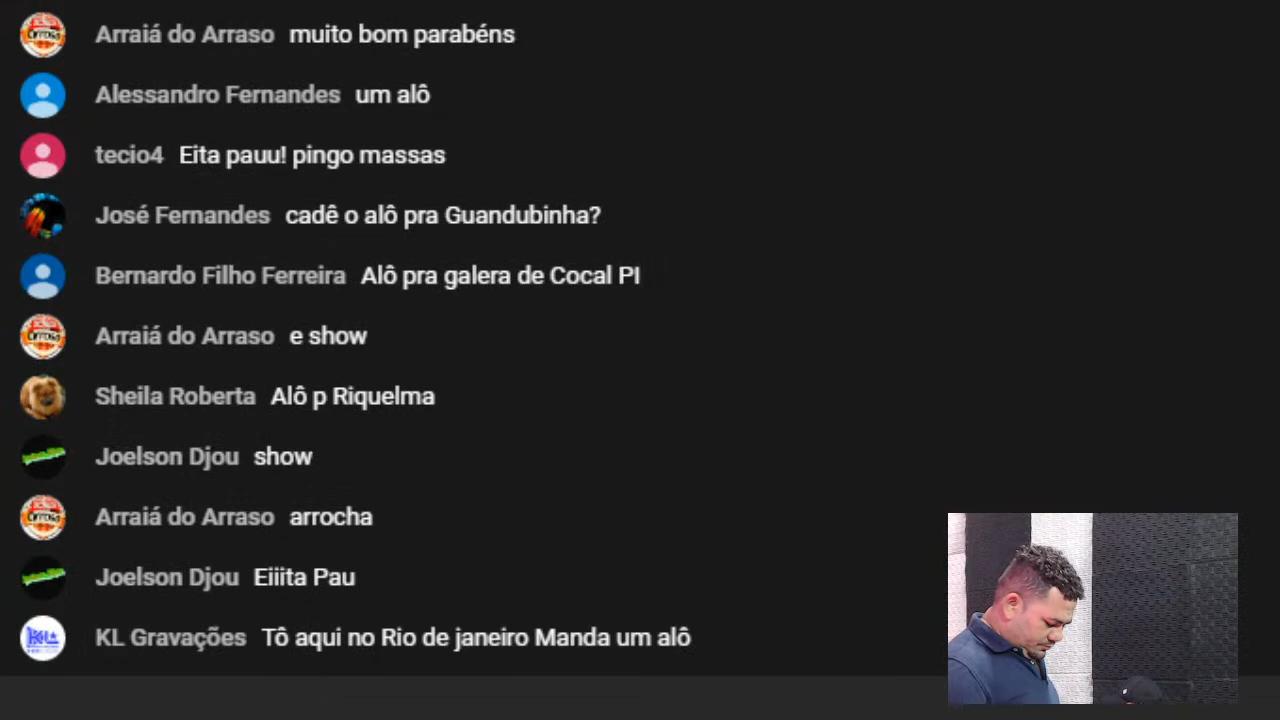 Arraiá do Arraso muito bom parabéns
Alessandro Fernandes um alô
tecio4 Eita pauu! pingo massas
José Fernandes cadê o alô pra Guandubinha?
Bernardo Filho Ferreira Alô pra galera de Cocal PI
Arraiá do Arraso e show
Sheila Roberta Alô p Riquelma
Joelson Djou show
Arraiá do Arraso arrocha
Joelson Djou Eiiita Pau
KL Gravações Tô aqui no Rio de janeiro Manda um alô